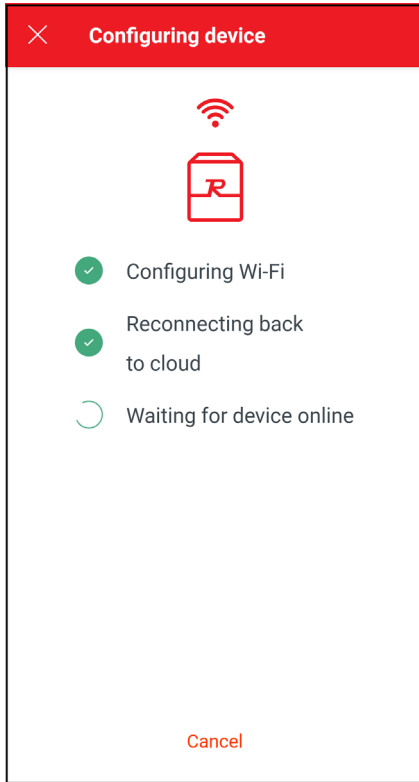 Configuring device
R
Configuring Wi-Fi
Reconnecting back
to cloud
Waiting for device online
Cancel